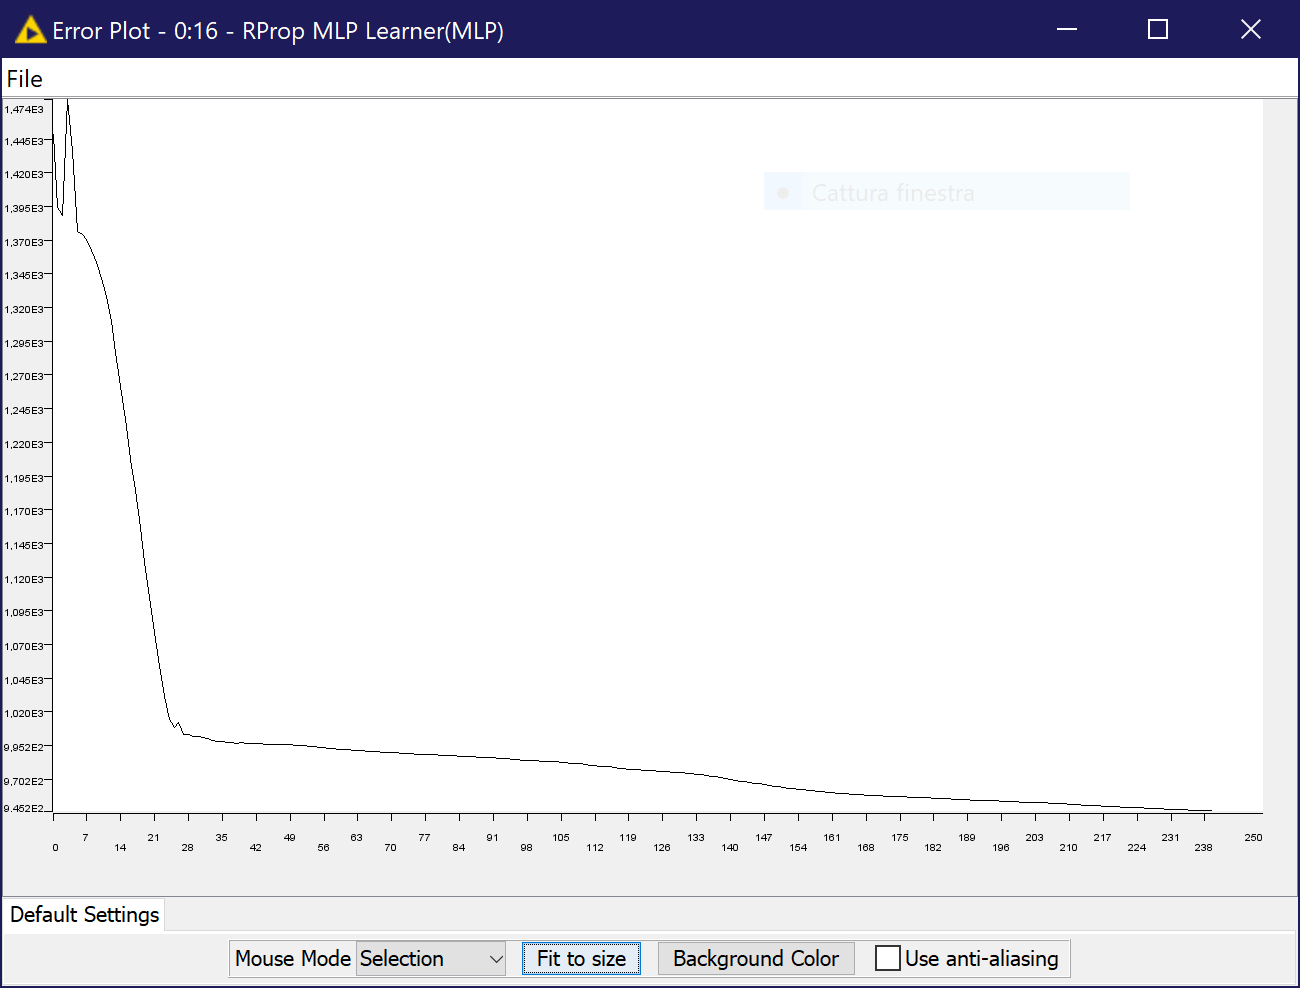 Error Plot - 0:16 - RProp MLP Learner(MLP)
File
1,474E3
1,445E3
1,420E3
1,395E3
1,370E3
1,345E3
1,320E3
1,295E3
1,270E3
1,245E3
1,220E3
1,195E3
1,170E3
1,145E3
1,120E3
1,095E3
1,070E3
1,045E3
1,020E3
9,952E2
9,702E2
9,452E2
Cattura finestra
7 21 35 49 63 77 91 105 119 133 147 161 175 189 203 217 231 250
0 14 28 42 56 70 84 98 112 126 140 154 168 182 196 210 224 238
Default Settings
Mouse Mode Selection Fit to size Background Color Use anti-aliasing